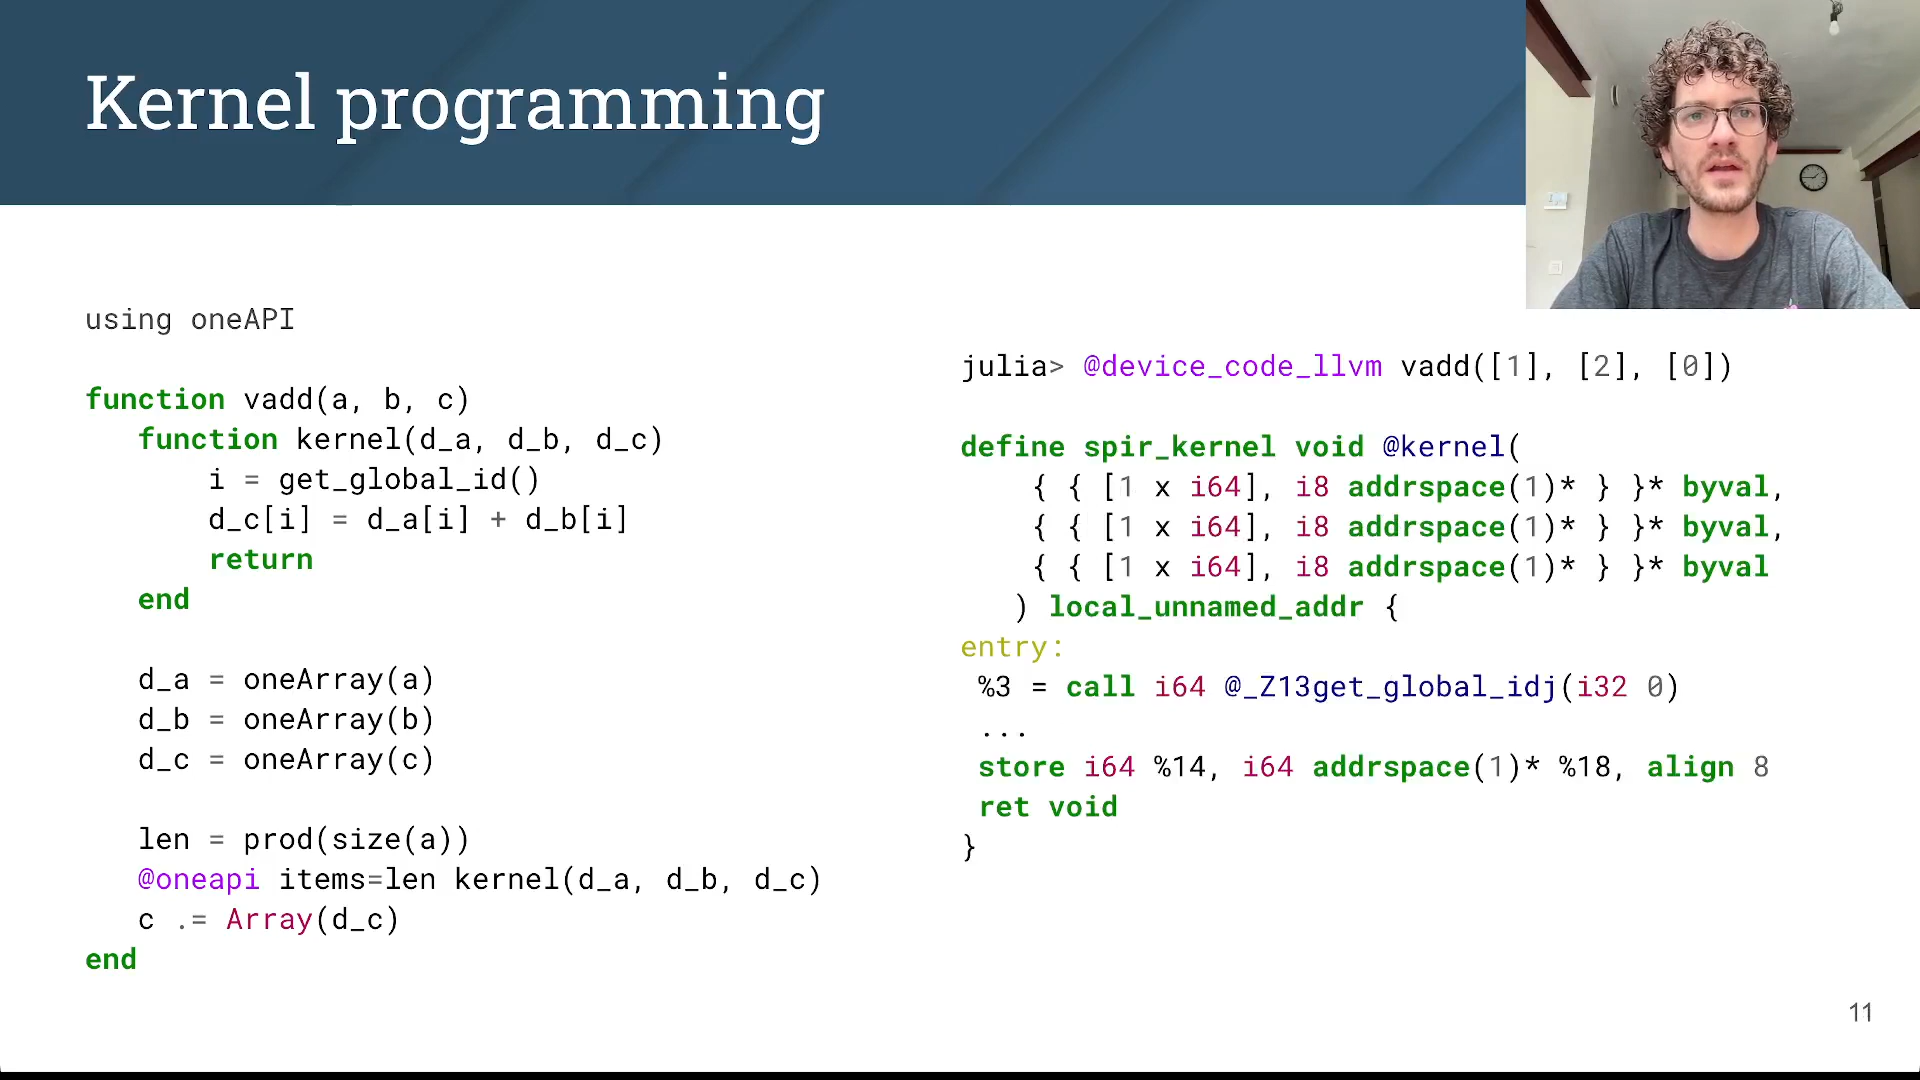 Kernel programming
using oneAPI
function vadd(a, b, c)
function kernel(d_a, d_b, d_c)
i = get_global_id()
d_c[i] = d_a[i] + d_b[i]
return
end
d_a = oneArray(a)
d_b = oneArray(b)
d_c = oneArray(c)
len = prod(size(a))
@oneapi items=len kernel(d_a, d_b, d_c)
c .= Array(d_c)
end
julia> @device_code_llvm vadd([1], [2], [0])
define spir_kernel void @kernel(
{ { [1 x i64], i8 addrspace(1)* } }* byval,
{ { [1 x i64], i8 addrspace(1)* } }* byval,
{ { [1 x i64], i8 addrspace(1)* } }* byval
) local_unnamed_addr {
entry:
%3 = call i64 @_Z13get_global_idj(i32 0)
...
store i64 %14, i64 addrspace(1)* %18, align 8
ret void
}
11